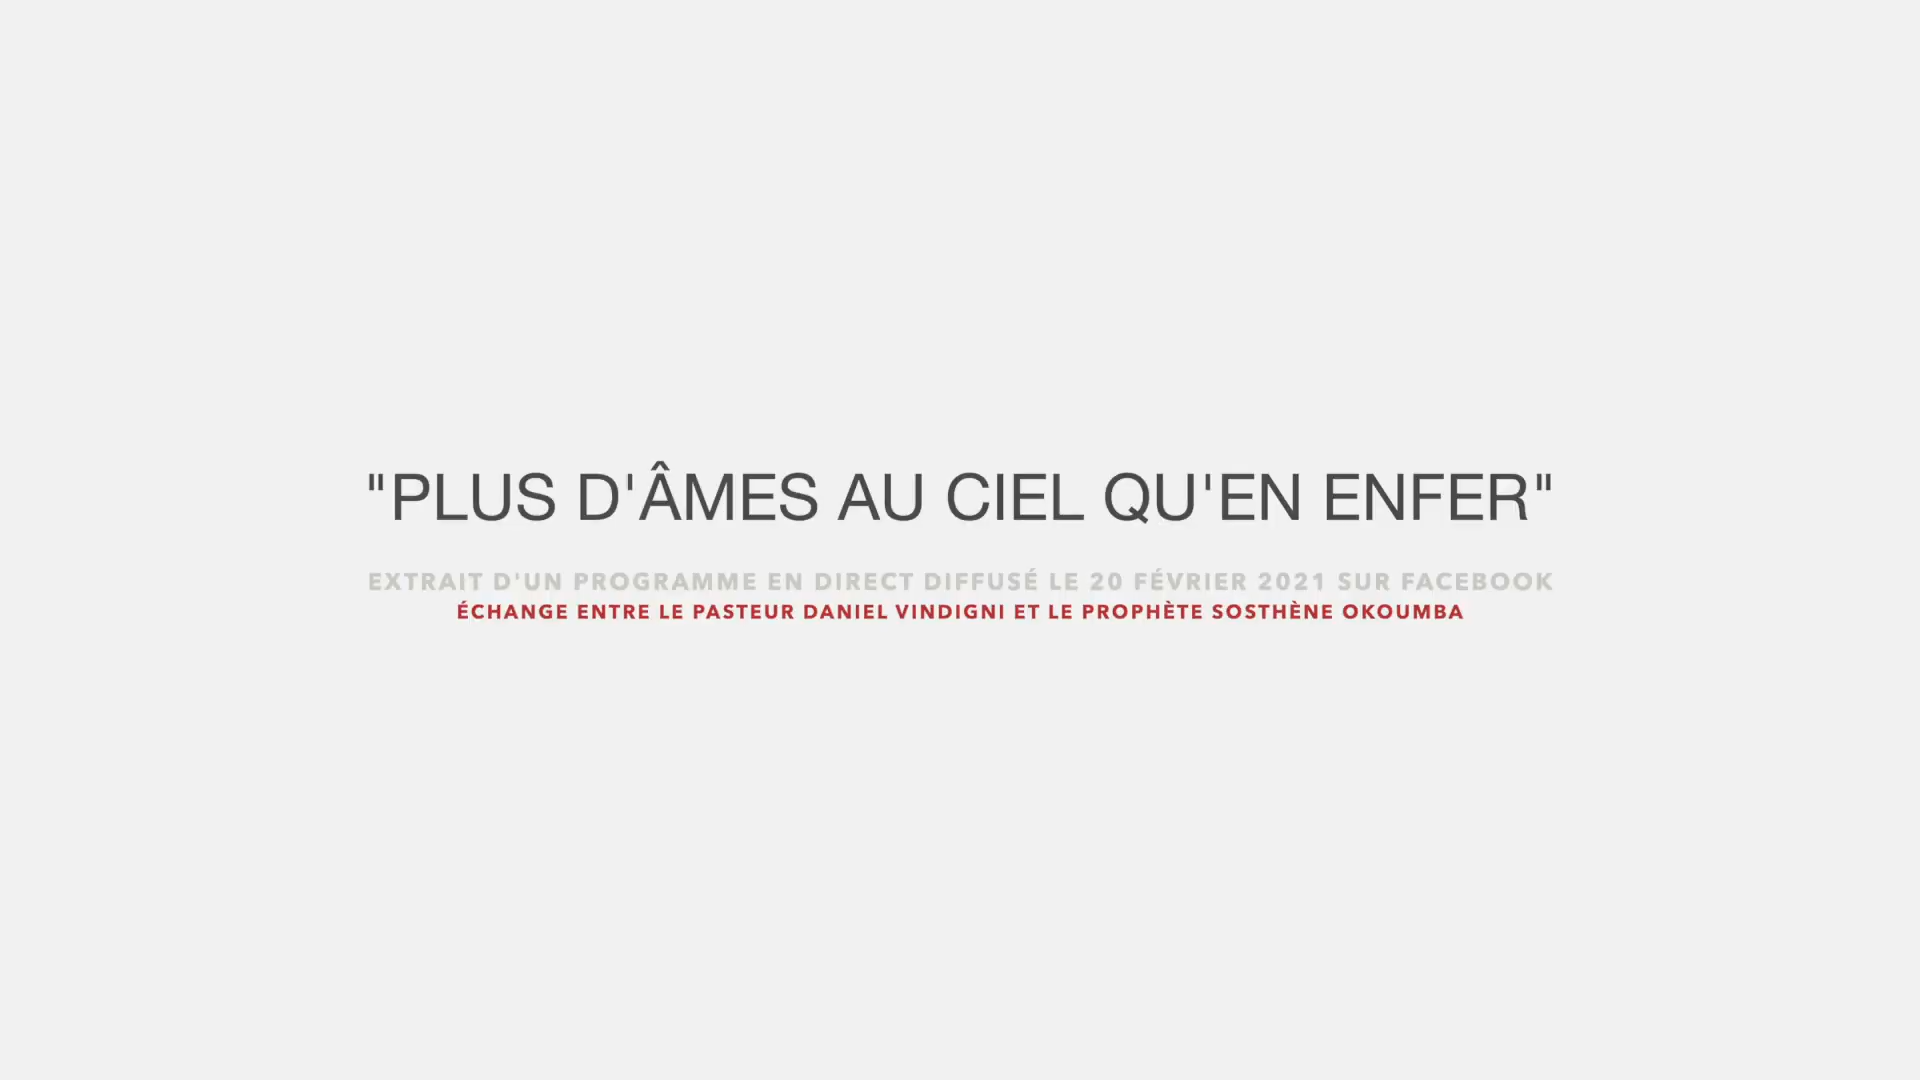 "PLUS D'ÂMES AU CIEL QU'EN ENFER"
EXTRAIT D'UN PROGRAMME EN DIRECT DIFFUSÉ LE 20 FÉVRIER 2021 SUR FACEBOOK
ÉCHANGE ENTRE LE PASTEUR DANIEL VINDIGNI ET LE PROPHÈTE SOSTHÈNE OKOUMBA